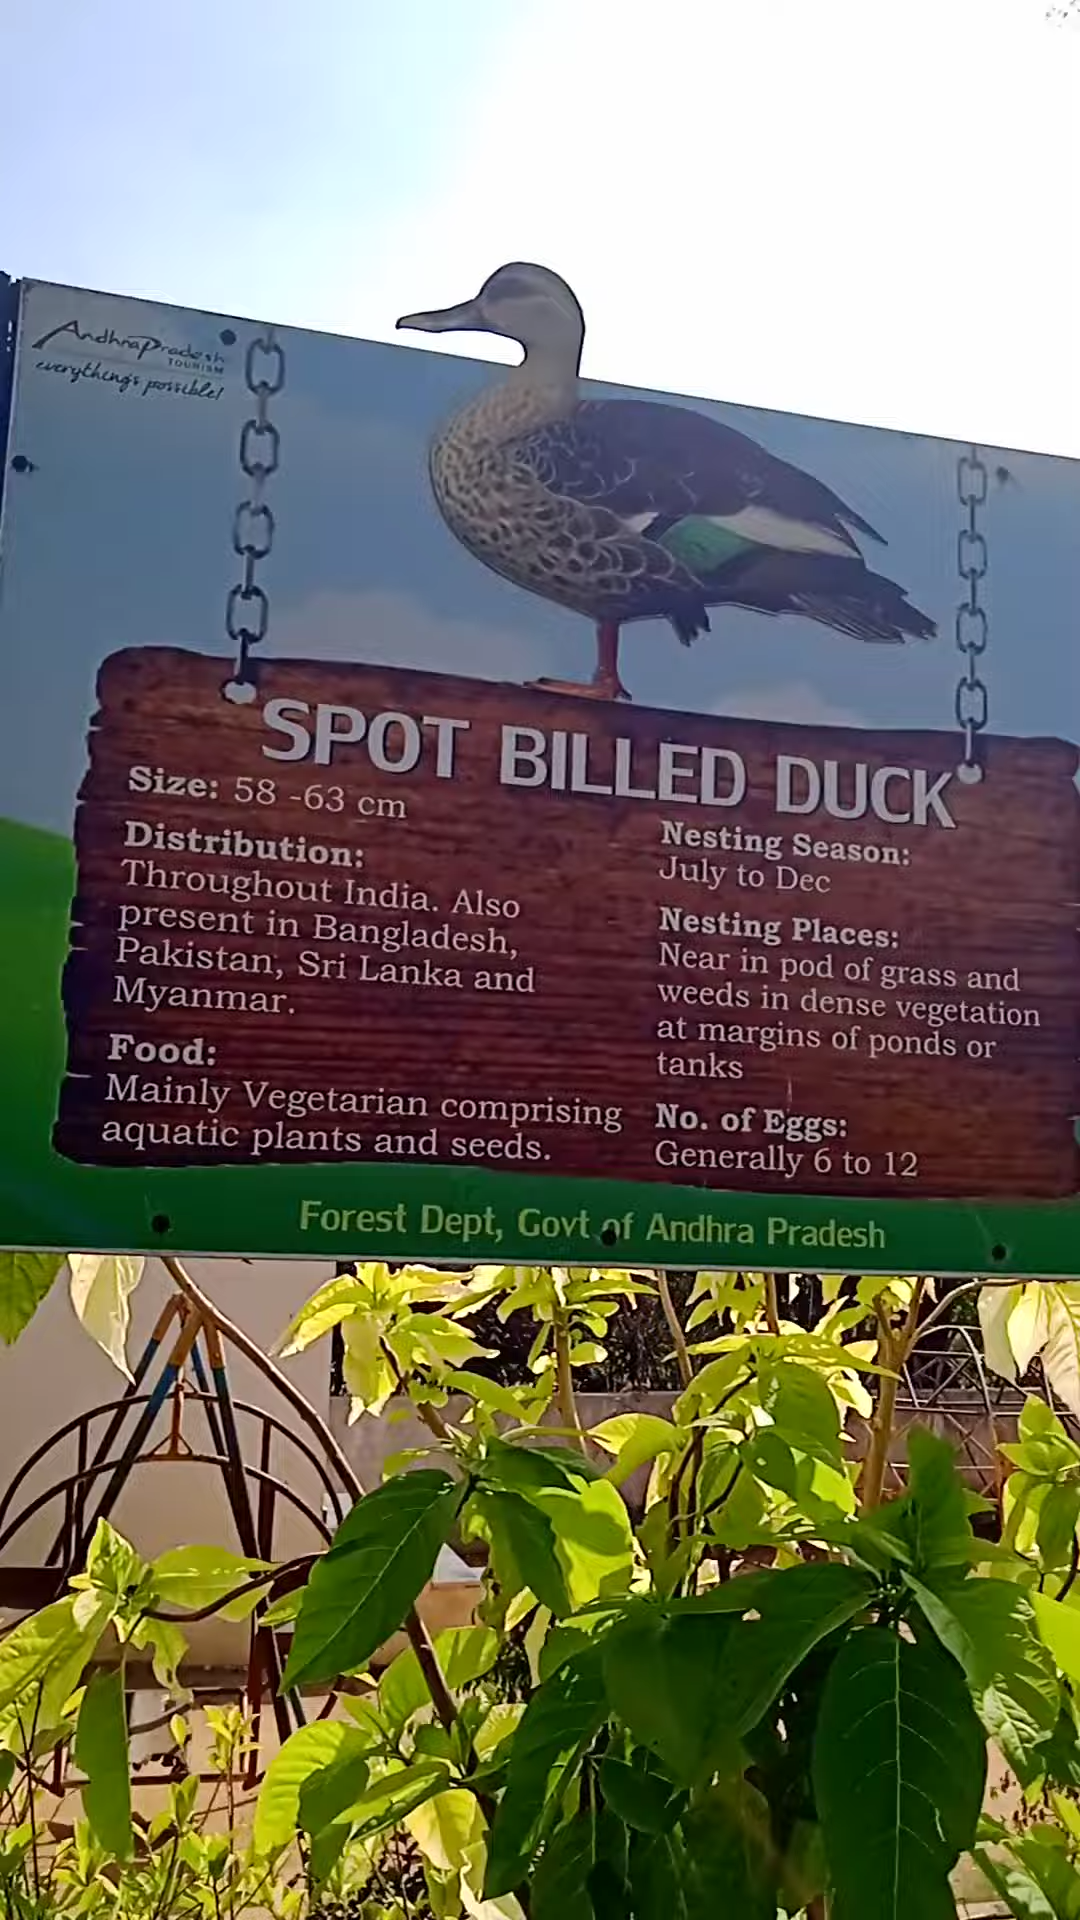 Andhra Pradesh
TOURISM
everything's possible!
SPOT BILLED DUCK
Size: 58 -63 cm
Distribution:
Throughout India. Also
present in Bangladesh,
Pakistan, Sri Lanka and
Myanmar.
Food:
Mainly Vegetarian comprising
aquatic plants and seeds.
Nesting Season:
July to Dec
Nesting Places:
Near in pod of grass and
weeds in dense vegetation
at margins of ponds or
tanks
No. of Eggs:
Generally 6 to 12
Forest Dept, Govt of Andhra Pradesh